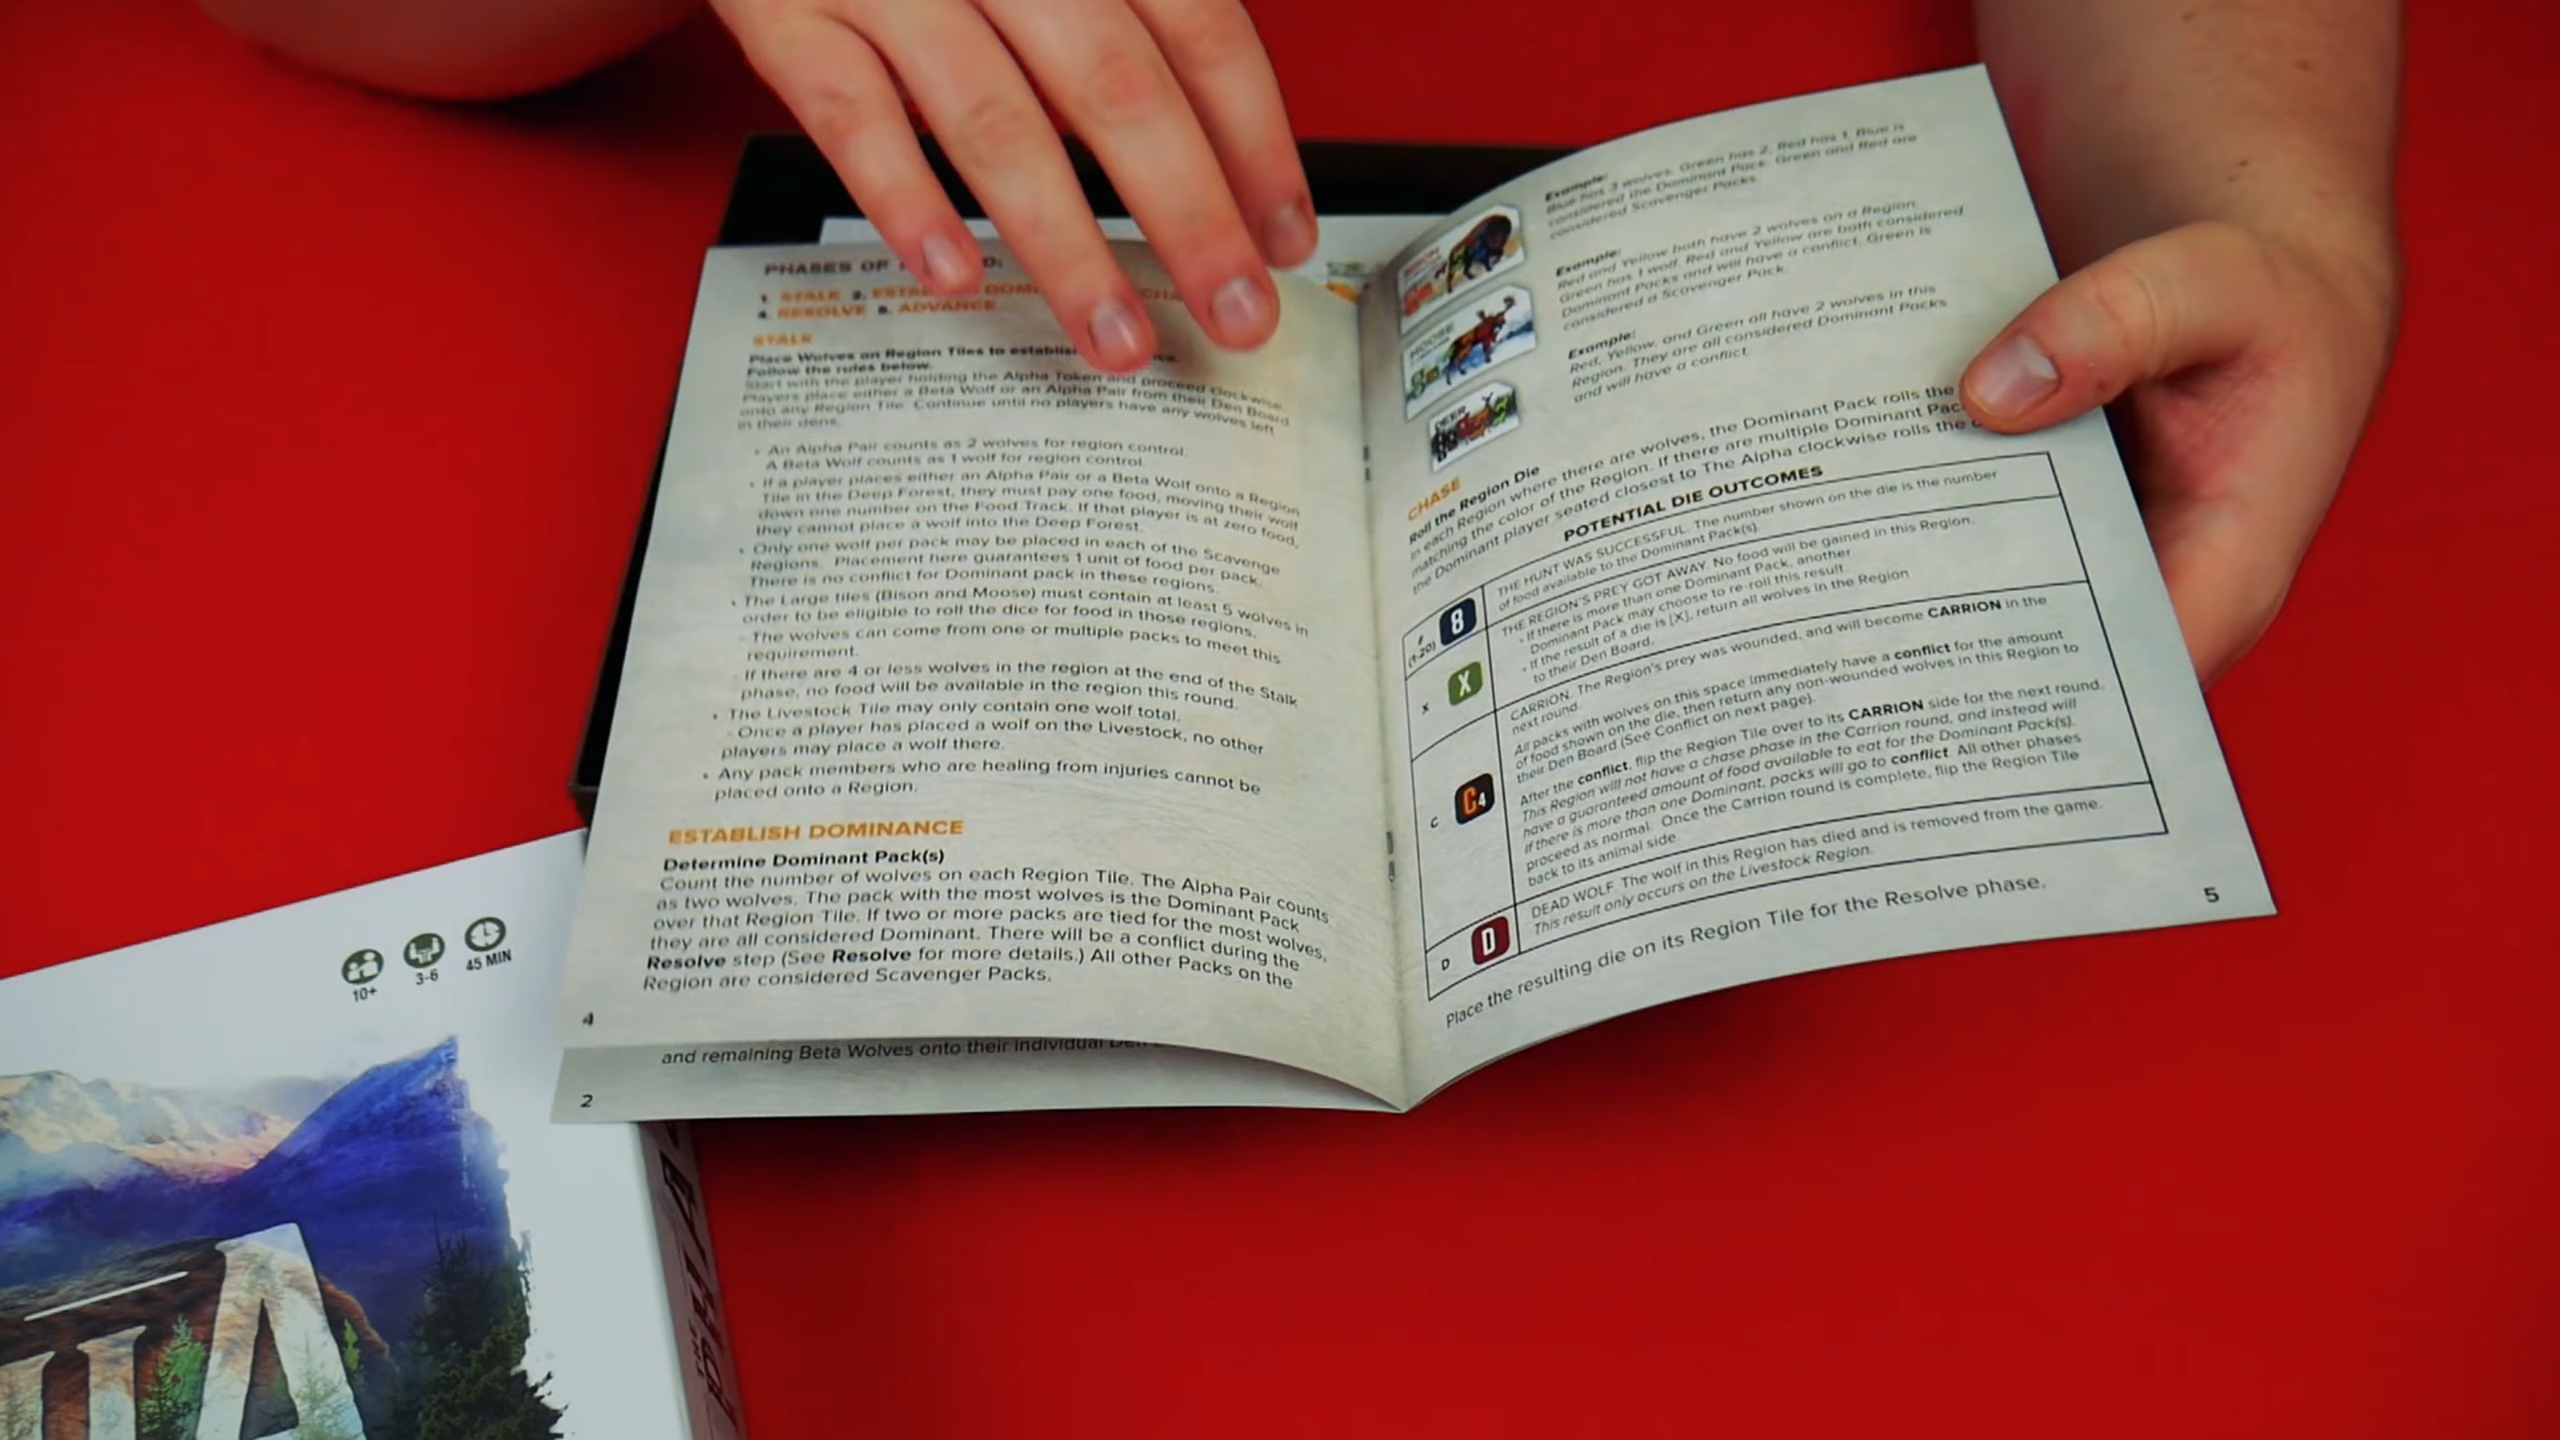 PHASES OF
1. STALK 2.
4. RESOLVE 5. ADVANCE
STALK
Place Wolves on Region Tiles to establish
Follow the rules below.
Start with the player holding the Alpha Token and proceed clockwise.
Players place either a Beta Wolf or an Alpha Pair from their Den Board
onto any Region Tile. Continue until no players have any wolves left
in their dens.
• An Alpha Pair counts as 2 wolves for region control.
A Beta Wolf counts as 1 wolf for region control.
• If a player places either an Alpha Pair or a Beta Wolf onto a Region
Tile in the Deep Forest, they must pay one food, moving their wolf
down one number on the Food Track. If that player is at zero food,
they cannot place a wolf into the Deep Forest.
• Only one wolf per pack may be placed in each of the Scavenge
Regions. Placement here guarantees 1 unit of food per pack.
There is no conflict for Dominant pack in these regions.
• The Large tiles (Bison and Moose) must contain at least 5 wolves in
order to be eligible to roll the dice for food in those regions.
- The wolves can come from one or multiple packs to meet this
requirement.
- If there are 4 or less wolves in the region at the end of the Stalk
phase, no food will be available in the region this round.
• The Livestock Tile may only contain one wolf total.
- Once a player has placed a wolf on the Livestock, no other
players may place a wolf there.
• Any pack members who are healing from injuries cannot be
placed onto a Region.
ESTABLISH DOMINANCE
Determine Dominant Pack(s)
Count the number of wolves on each Region Tile. The Alpha Pair counts
as two wolves. The pack with the most wolves is the Dominant Pack
over that Region Tile. If two or more packs are tied for the most wolves,
they are all considered Dominant. There will be a conflict during the
Resolve step (See Resolve for more details.) All other Packs on the
Region are considered Scavenger Packs.
4
and remaining Beta Wolves onto their individual
2
BISON
MOOSE
DEER
Example:
Blue has 3 wolves. Green has 2. Red has 1. Blue is
considered the Dominant Pack. Green and Red are
considered Scavenger Packs.
Example:
Red and Yellow both have 2 wolves on a Region.
Green has 1 wolf. Red and Yellow are both considered
Dominant Packs and will have a conflict. Green is
considered a Scavenger Pack.
Example:
Red, Yellow, and Green all have 2 wolves in this
Region. They are all considered Dominant Packs
and will have a conflict.
CHASE
Roll the Region Die
In each Region where there are wolves, the Dominant Pack rolls the
matching the color of the Region. If there are multiple Dominant
the Dominant player seated closest to The Alpha clockwise rolls the
POTENTIAL DIE OUTCOMES
# (1-20) 8
THE HUNT WAS SUCCESSFUL. The number shown on the die is the number
of food available to the Dominant Pack(s).
X X
THE REGION'S PREY GOT AWAY. No food will be gained in this Region.
• If there is more than one Dominant Pack, another
Dominant Pack may choose to re-roll this result.
• If the result of a die is [X], return all wolves in the Region
to their Den Board.
C C4
CARRION. The Region's prey was wounded, and will become CARRION in the
next round.
All packs with wolves on this space immediately have a conflict for the amount
of food shown on the die, then return any non-wounded wolves in this Region to
their Den Board (See Conflict on next page).
After the conflict, flip the Region Tile over to its CARRION side for the next round.
This Region will not have a chase phase in the Carrion round, and instead will
have a guaranteed amount of food available to eat for the Dominant Pack(s).
If there is more than one Dominant, packs will go to conflict. All other phases
proceed as normal. Once the Carrion round is complete, flip the Region Tile
back to its animal side.
D D
DEAD WOLF. The wolf in this Region has died and is removed from the game.
This result only occurs on the Livestock Region.
Place the resulting die on its Region Tile for the Resolve phase.
5
10+
3-6
45 MIN